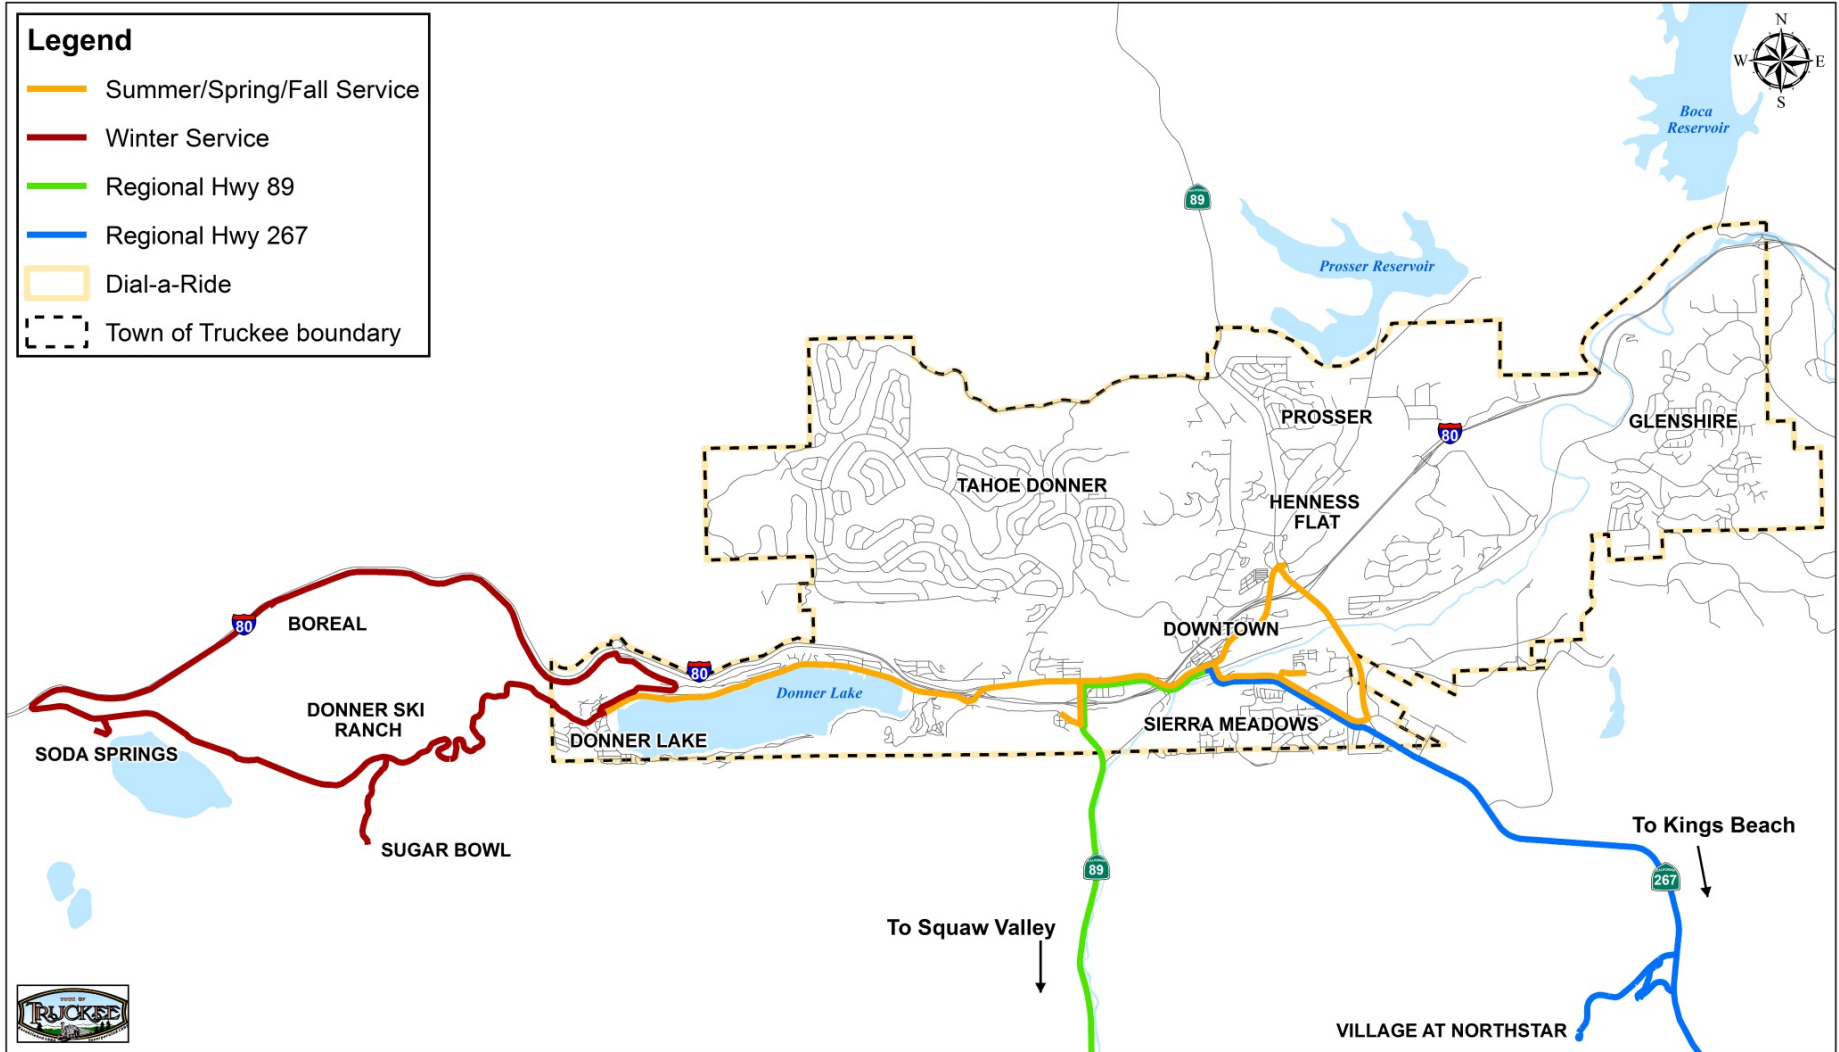 Legend
Summer/Spring/Fall Service
Winter Service
Regional Hwy 89
Regional Hwy 267
Dial-a-Ride
Town of Truckee boundary
N
W
E
S
Boca
Reservoir
89
Prosser Reservoir
PROSSER
80
GLENSHIRE
TAHOE DONNER
HENNESS
FLAT
80
BOREAL
DOWNTOWN
80
Donner Lake
DONNER SKI
RANCH
SIERRA MEADOWS
DONNER LAKE
SODA SPRINGS
SUGAR BOWL
To Kings Beach
89
267
To Squaw Valley
TOWN OF
TRUCKEE
VILLAGE AT NORTHSTAR